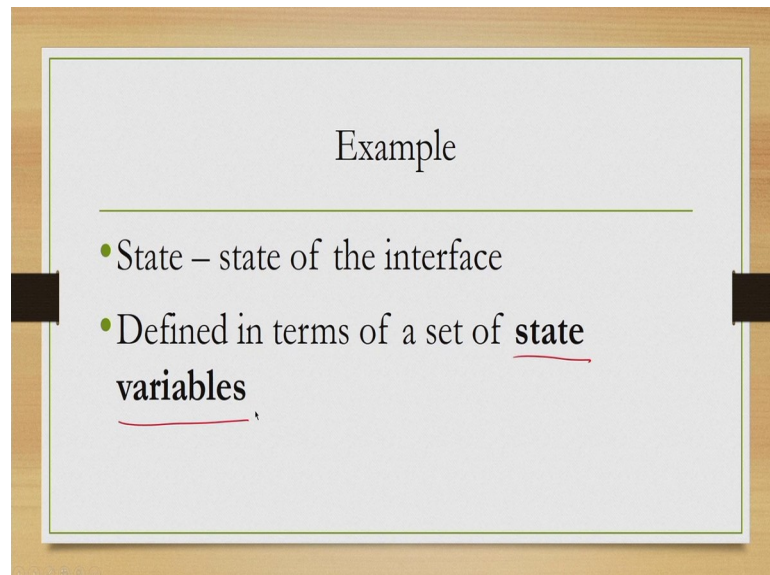 Example
•State – state of the interface
•Defined in terms of a set of state
variables